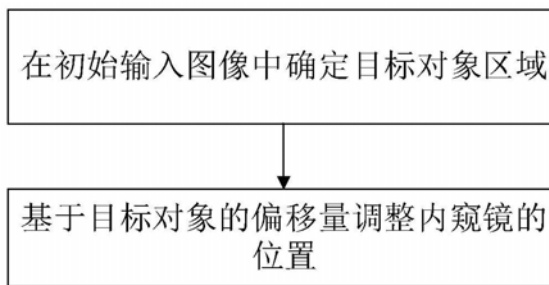 在初始输入图像中确定目标对象区域
基于目标对象的偏移量调整内窥镜的
位置